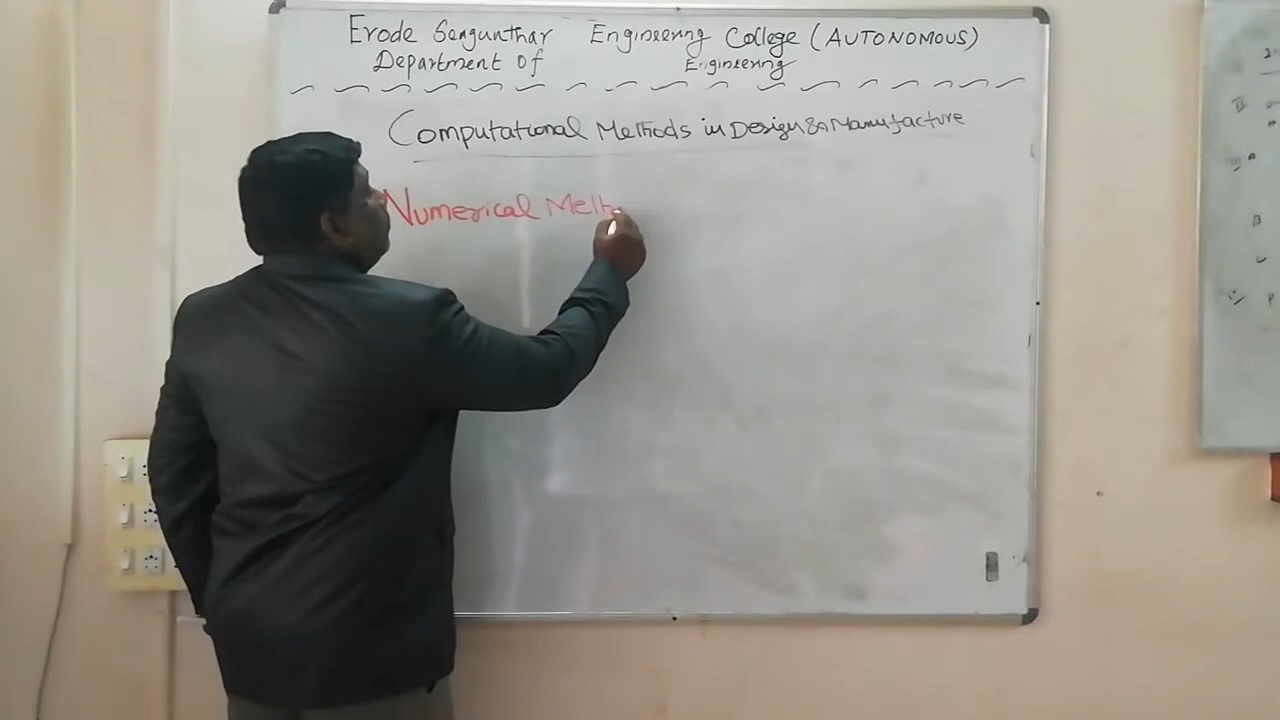 Erode Sengunthar Engineering College (AUTONOMOUS)
Department Of Engineering
Computational Methods in Design & Manufacture
Numerical Meth